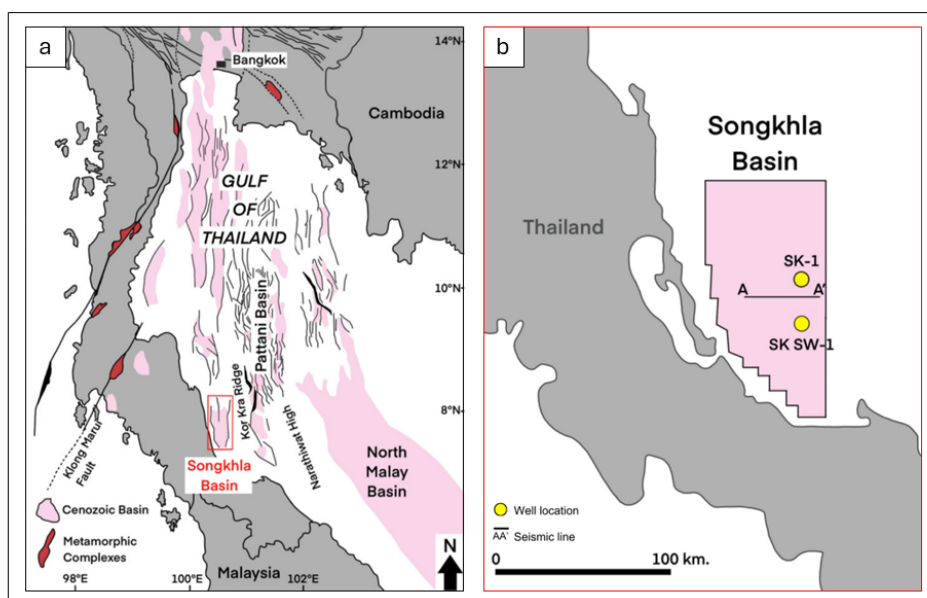 a
14°N
Bangkok
Cambodia
12°N
GULF
OF
THAILAND
10°N
Pattani Basin
Kor Kra Ridge
8°N
Narathiwat High
Klong Marui
Fault
Songkhla
Basin
North
Malay
Basin
Cenozoic Basin
Metamorphic
Complexes
Malaysia
N
98°E
100°E
102°E
b
Songkhla
Basin
Thailand
SK-1
A
A'
SK SW-1
Well location
AA' Seismic line
0
100 km.